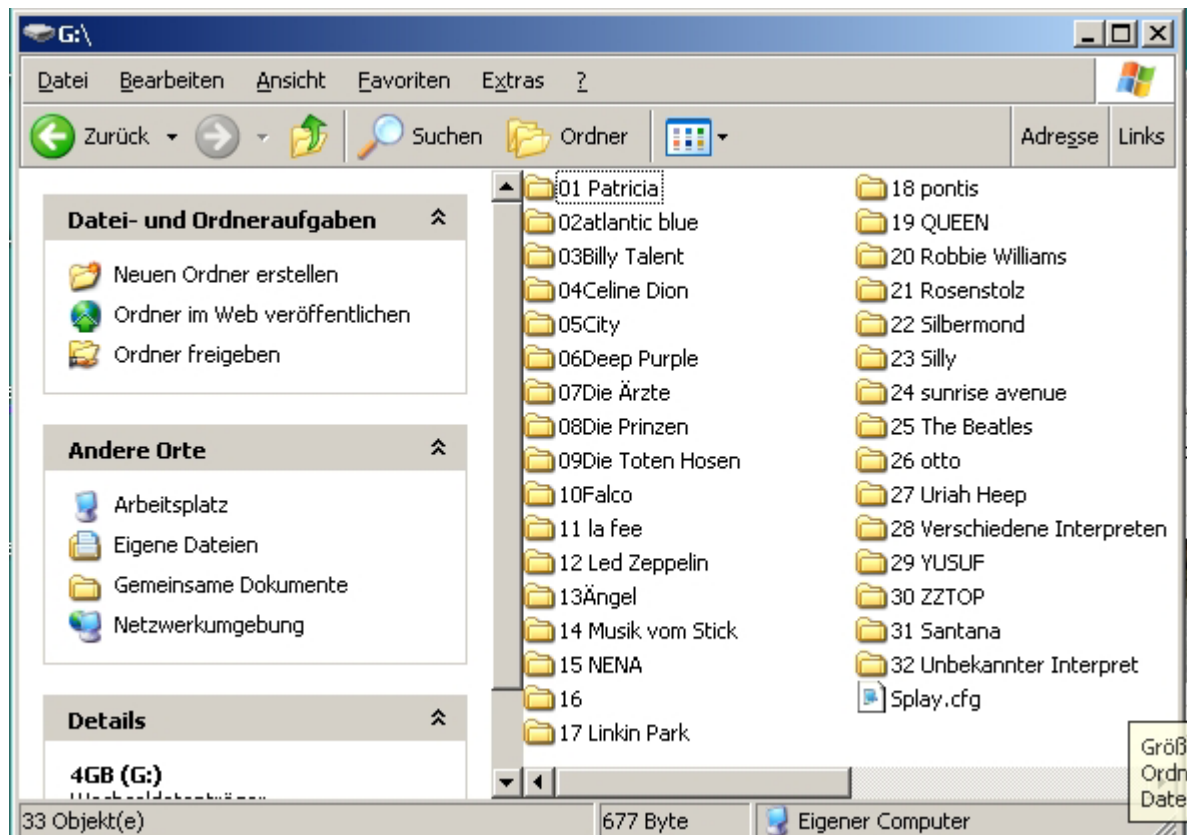 G:\
Datei Bearbeiten Ansicht Favoriten Extras ?
Zurück Suchen Ordner Adresse Links
Datei- und Ordneraufgaben
Neuen Ordner erstellen
Ordner im Web veröffentlichen
Ordner freigeben
Andere Orte
Arbeitsplatz
Eigene Dateien
Gemeinsame Dokumente
Netzwerkumgebung
Details
4GB (G:)
01 Patricia
02atlantic blue
03Billy Talent
04Celine Dion
05City
06Deep Purple
07Die Ärzte
08Die Prinzen
09Die Toten Hosen
10Falco
11 la fee
12 Led Zeppelin
13Ängel
14 Musik vom Stick
15 NENA
16
17 Linkin Park
18 pontis
19 QUEEN
20 Robbie Williams
21 Rosenstolz
22 Silbermond
23 Silly
24 sunrise avenue
25 The Beatles
26 otto
27 Uriah Heep
28 Verschiedene Interpreten
29 YUSUF
30 ZZTOP
31 Santana
32 Unbekannter Interpret
Splay.cfg
Größ
Ordn
Date
33 Objekt(e) 677 Byte Eigener Computer